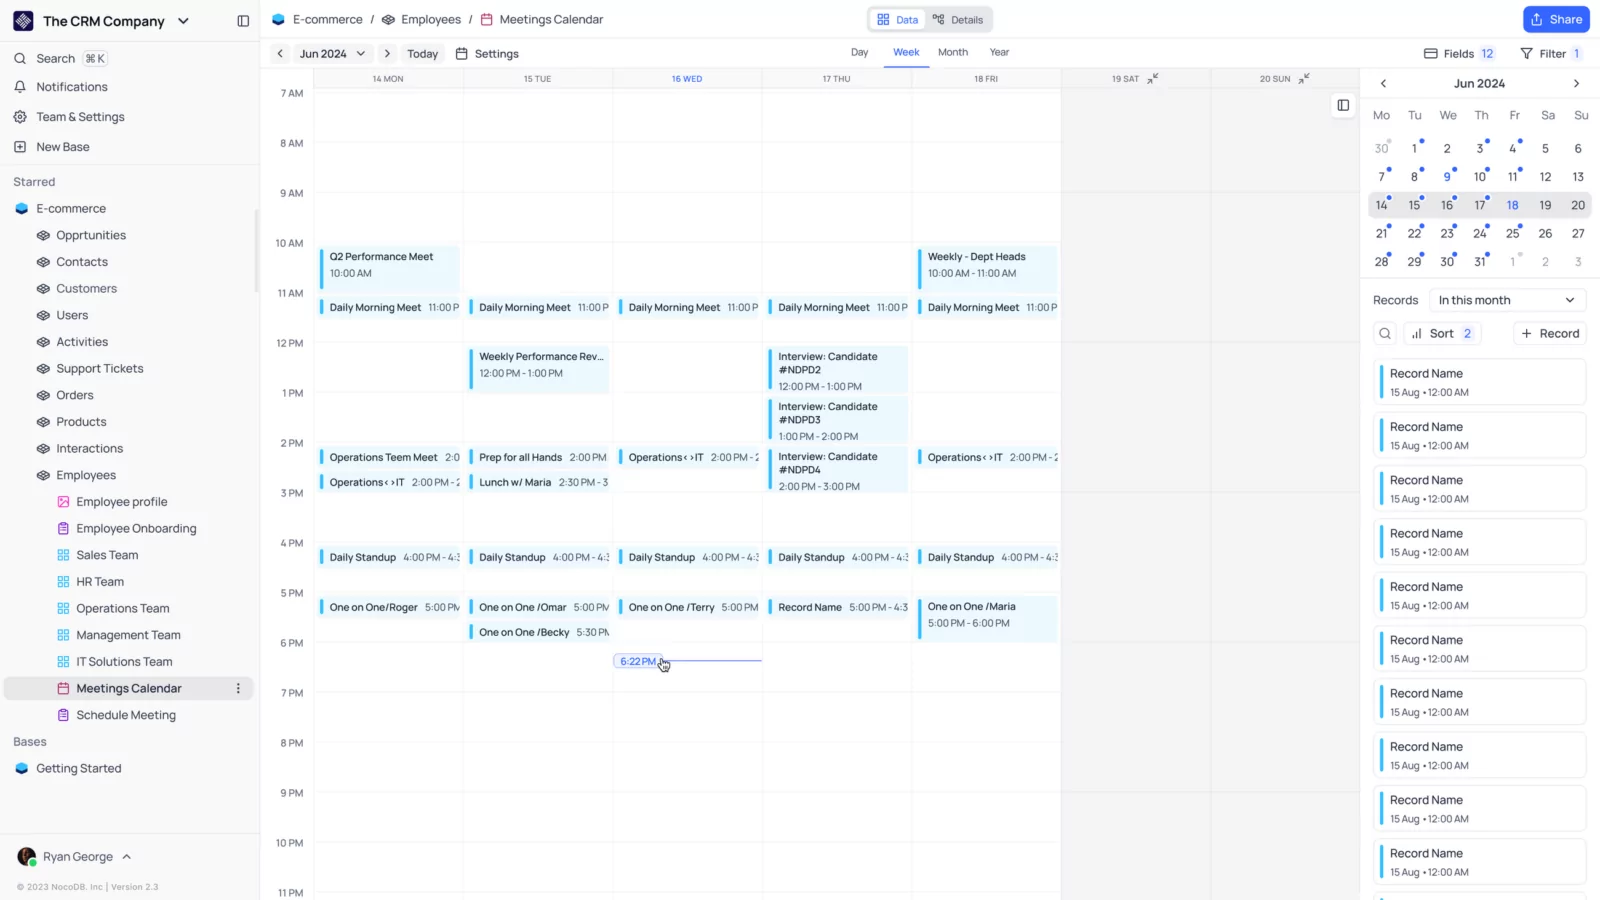 The CRM Company
Search ⌘ K
Notifications
Team & Settings
New Base
Starred
E-commerce
Opprtunities
Contacts
Customers
Users
Activities
Support Tickets
Orders
Products
Interactions
Employees
Employee profile
Employee Onboarding
Sales Team
HR Team
Operations Team
Management Team
IT Solutions Team
Meetings Calendar
Schedule Meeting
Bases
Getting Started
Ryan George
© 2023 NocoDB. Inc | Version 2.3
E-commerce / Employees / Meetings Calendar
Data Details
Share
Jun 2024 Today Settings
Day Week Month Year
Fields 12 Filter 1
14 MON 15 TUE 16 WED 17 THU 18 FRI 19 SAT 20 SUN
7 AM
8 AM
9 AM
10 AM
Q2 Performance Meet
10:00 AM
Weekly - Dept Heads
10:00 AM - 11:00 AM
11 AM
Daily Morning Meet 11:00 P
Daily Morning Meet 11:00 P
Daily Morning Meet 11:00 P
Daily Morning Meet 11:00 P
Daily Morning Meet 11:00 P
12 PM
Weekly Performance Rev...
12:00 PM - 1:00 PM
Interview: Candidate
#NDPD2
12:00 PM - 1:00 PM
1 PM
Interview: Candidate
#NDPD3
1:00 PM - 2:00 PM
2 PM
Operations Teem Meet 2:0
Prep for all Hands 2:00 PM
Operations<>IT 2:00 PM - 2
Interview: Candidate
#NDPD4
2:00 PM - 3:00 PM
Operations<>IT 2:00 PM - 2
Operations<>IT 2:00 PM - 2
Lunch w/ Maria 2:30 PM - 3
3 PM
4 PM
Daily Standup 4:00 PM - 4:3
Daily Standup 4:00 PM - 4:3
Daily Standup 4:00 PM - 4:3
Daily Standup 4:00 PM - 4:3
Daily Standup 4:00 PM - 4:3
5 PM
One on One/Roger 5:00 PM
One on One /Omar 5:00 PM
One on One /Terry 5:00 PM
Record Name 5:00 PM - 4:3
One on One /Maria
5:00 PM - 6:00 PM
One on One /Becky 5:30 PM
6 PM
6:22 PM
7 PM
8 PM
9 PM
10 PM
11 PM
Jun 2024
Mo Tu We Th Fr Sa Su
30 1 2 3 4 5 6
7 8 9 10 11 12 13
14 15 16 17 18 19 20
21 22 23 24 25 26 27
28 29 30 31 1 2 3
Records In this month
Sort 2 + Record
Record Name
15 Aug • 12:00 AM
Record Name
15 Aug • 12:00 AM
Record Name
15 Aug • 12:00 AM
Record Name
15 Aug • 12:00 AM
Record Name
15 Aug • 12:00 AM
Record Name
15 Aug • 12:00 AM
Record Name
15 Aug • 12:00 AM
Record Name
15 Aug • 12:00 AM
Record Name
15 Aug • 12:00 AM
Record Name
15 Aug • 12:00 AM